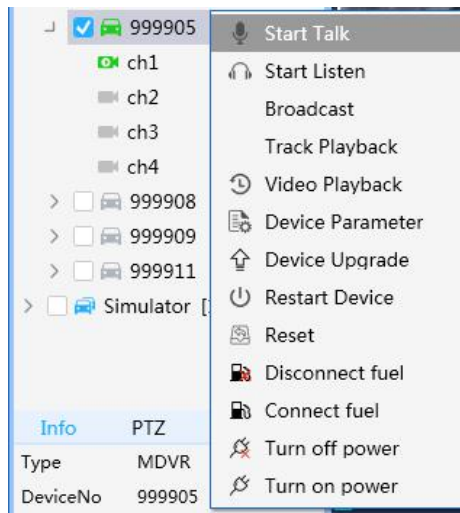 999905
ch1
ch2
ch3
ch4
999908
999909
999911
Simulator [
Info PTZ
Type MDVR
DeviceNo 999905
Start Talk
Start Listen
Broadcast
Track Playback
Video Playback
Device Parameter
Device Upgrade
Restart Device
Reset
Disconnect fuel
Connect fuel
Turn off power
Turn on power